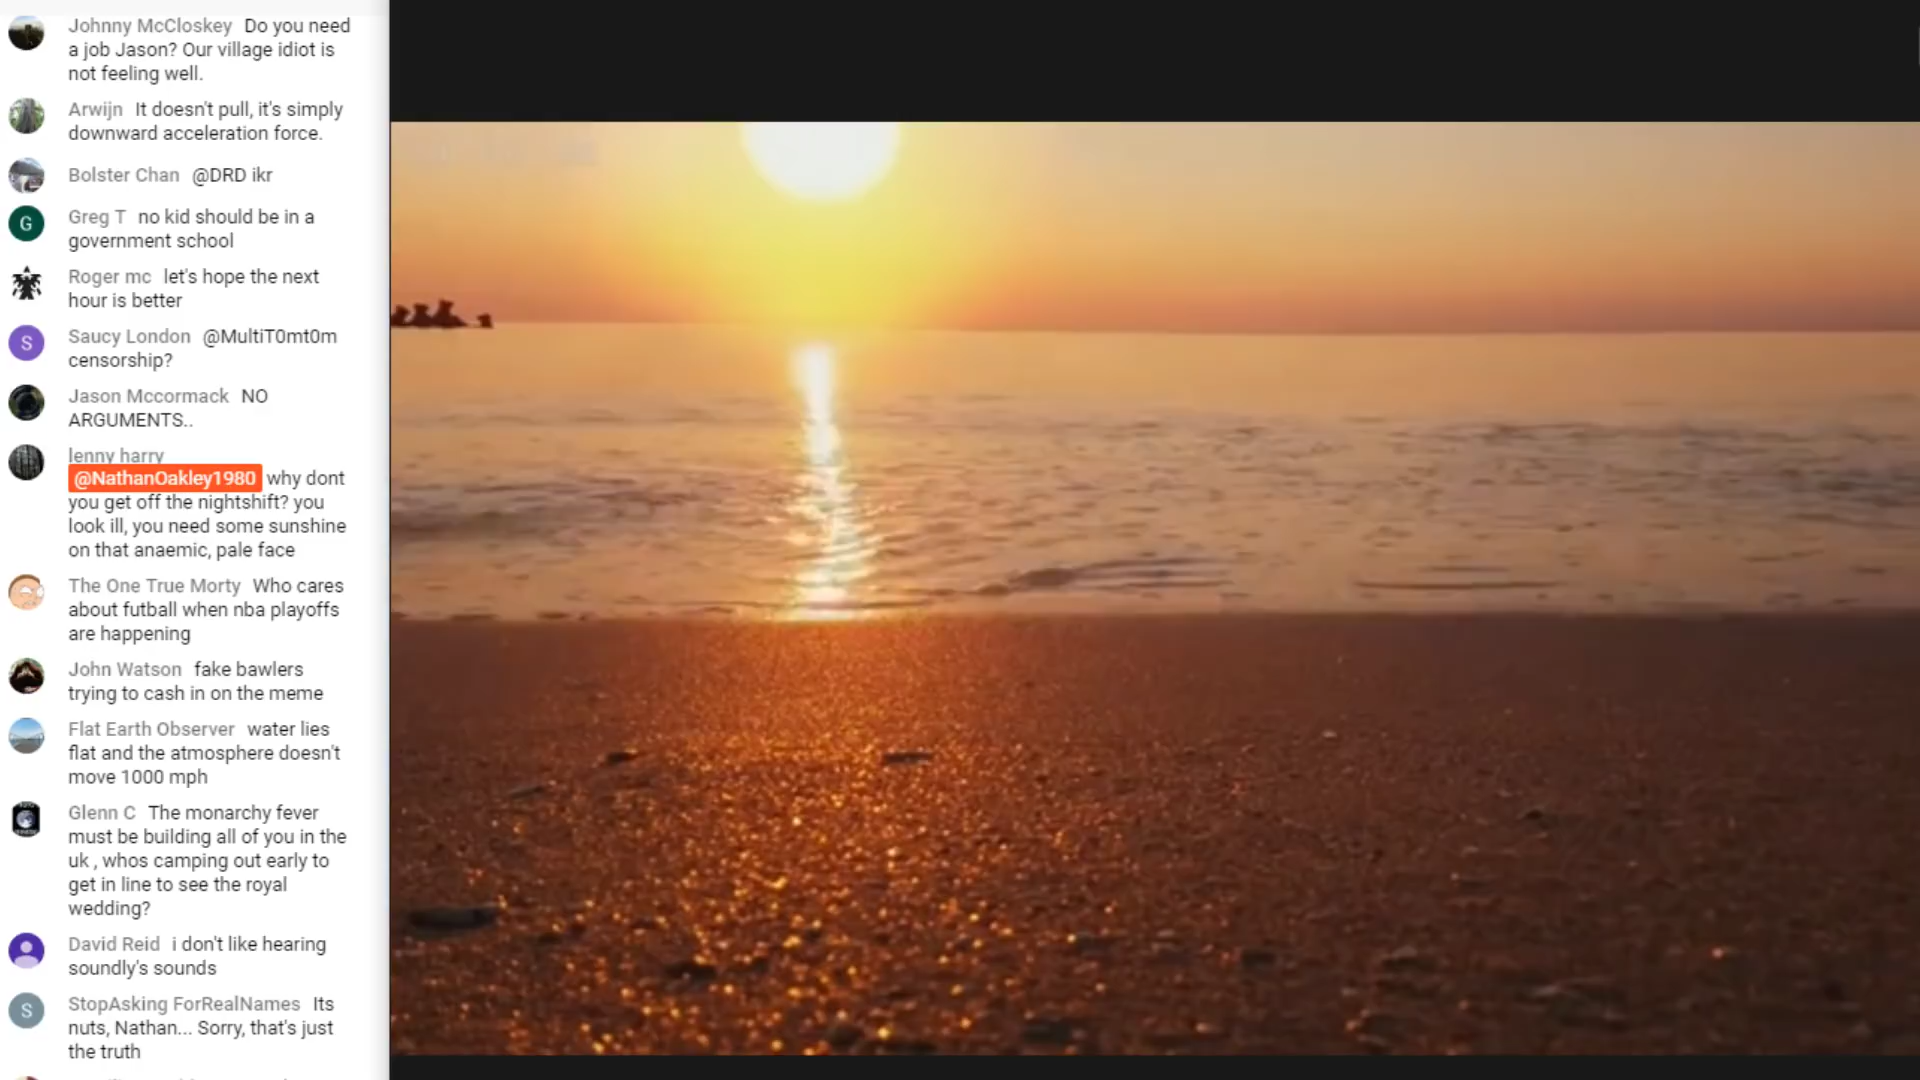 Johnny McCloskey Do you need
a job Jason? Our village idiot is
not feeling well.
Arwijn It doesn't pull, it's simply
downward acceleration force.
Bolster Chan @DRD ikr
G Greg T no kid should be in a
government school
Roger mc let's hope the next
hour is better
S Saucy London @MultiT0mt0m
censorship?
Jason Mccormack NO
ARGUMENTS..
lenny harry
@NathanOakley1980 why dont
you get off the nightshift? you
look ill, you need some sunshine
on that anaemic, pale face
The One True Morty Who cares
about futball when nba playoffs
are happening
John Watson fake bawlers
trying to cash in on the meme
Flat Earth Observer water lies
flat and the atmosphere doesn't
move 1000 mph
Glenn C The monarchy fever
must be building all of you in the
uk , whos camping out early to
get in line to see the royal
wedding?
David Reid i don't like hearing
soundly's sounds
S StopAsking ForRealNames Its
nuts, Nathan... Sorry, that's just
the truth